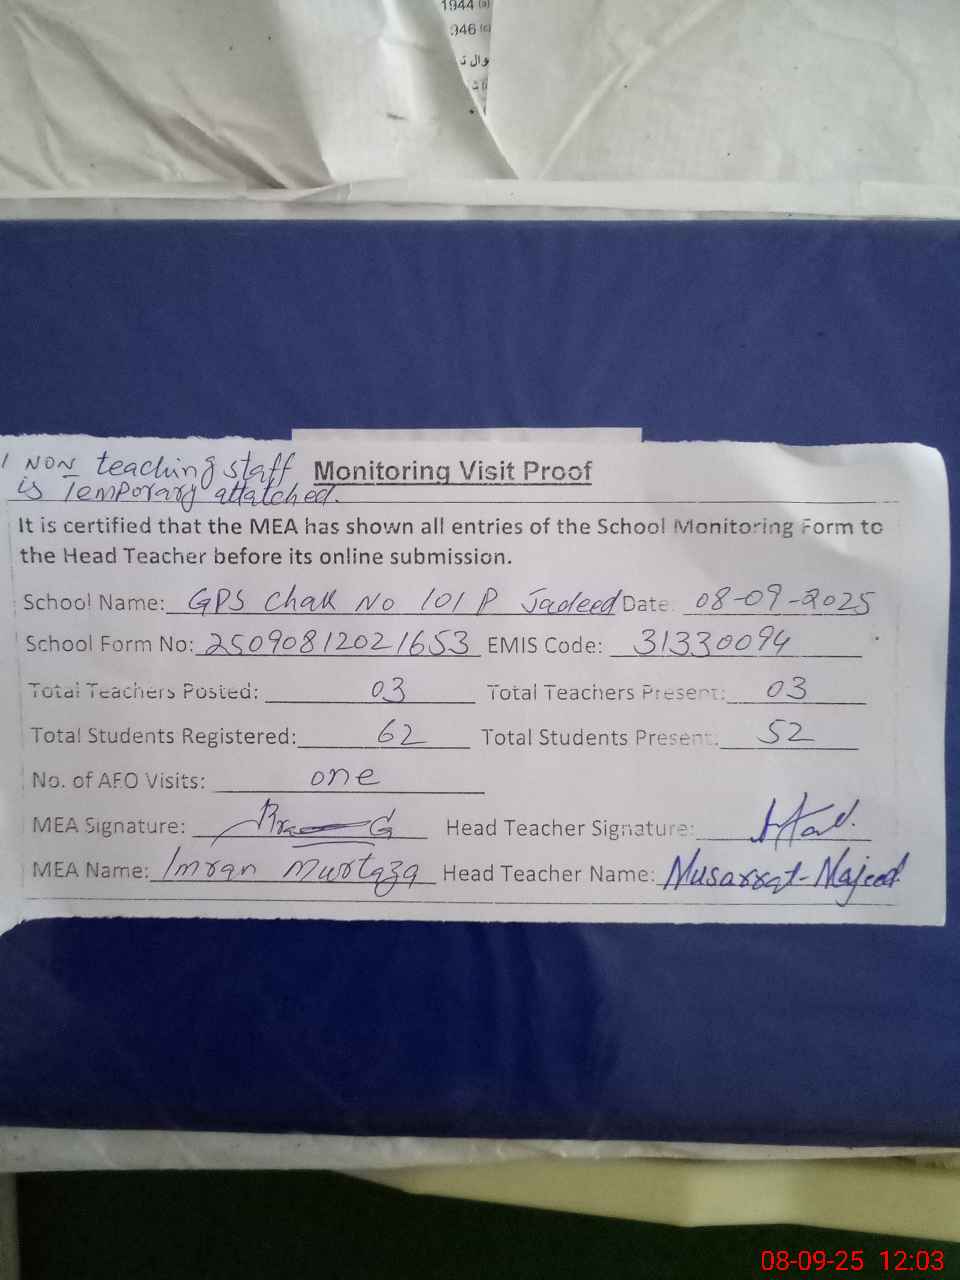 1944 (a)
946 (c)
1 NON teaching staff
is Temporary attatched.
Monitoring Visit Proof
It is certified that the MEA has shown all entries of the School Monitoring Form to
the Head Teacher before its online submission.
School Name: GPS Chak No 101 P Jadeed Date: 08-09-2025
School Form No: 25090812021653 EMIS Code: 31330094
Total Teachers Posted: 03 Total Teachers Present: 03
Total Students Registered: 62 Total Students Present: 52
No. of AEO Visits: one
MEA Signature: Head Teacher Signature:
MEA Name: Imran Murtaza Head Teacher Name: Musarrat-Majeed
08-09-25 12:03